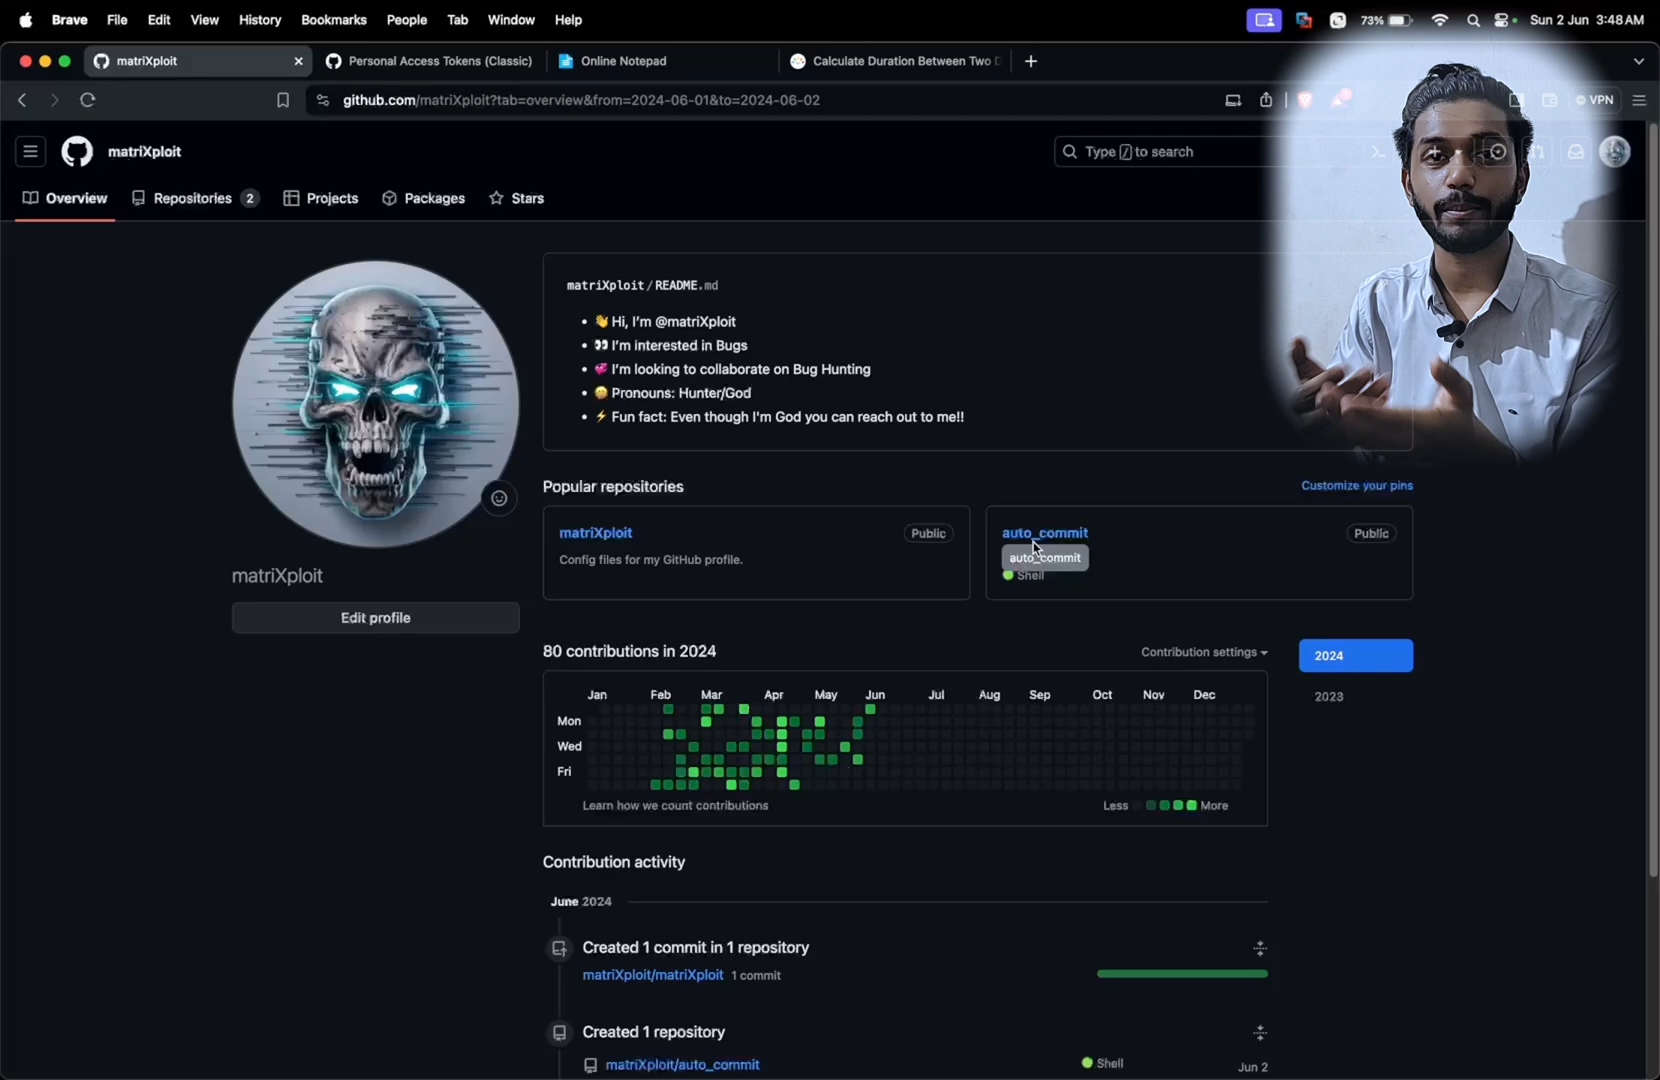 Brave File Edit View History Bookmarks People Tab Window Help 73% Sun 2 Jun 3:48 AM
matriXploit Personal Access Tokens (Classic) Online Notepad Calculate Duration Between Two D
github.com/matriXploit?tab=overview&from=2024-06-01&to=2024-06-02 VPN
matriXploit Type / to search
Overview Repositories 2 Projects Packages Stars
matriXploit/README.md
• 👋 Hi, I'm @matriXploit
• 👀 I'm interested in Bugs
• 💞️ I'm looking to collaborate on Bug Hunting
• 😄 Pronouns: Hunter/God
• ⚡ Fun fact: Even though I'm God you can reach out to me!!
Popular repositories Customize your pins
matriXploit Public
Config files for my GitHub profile.
auto_commit Public
auto_commit
Shell
matriXploit
Edit profile
80 contributions in 2024 Contribution settings
2024
2023
Jan Feb Mar Apr May Jun Jul Aug Sep Oct Nov Dec
Mon
Wed
Fri
Learn how we count contributions Less More
Contribution activity
June 2024
Created 1 commit in 1 repository
matriXploit/matriXploit 1 commit
Created 1 repository
matriXploit/auto_commit Shell Jun 2